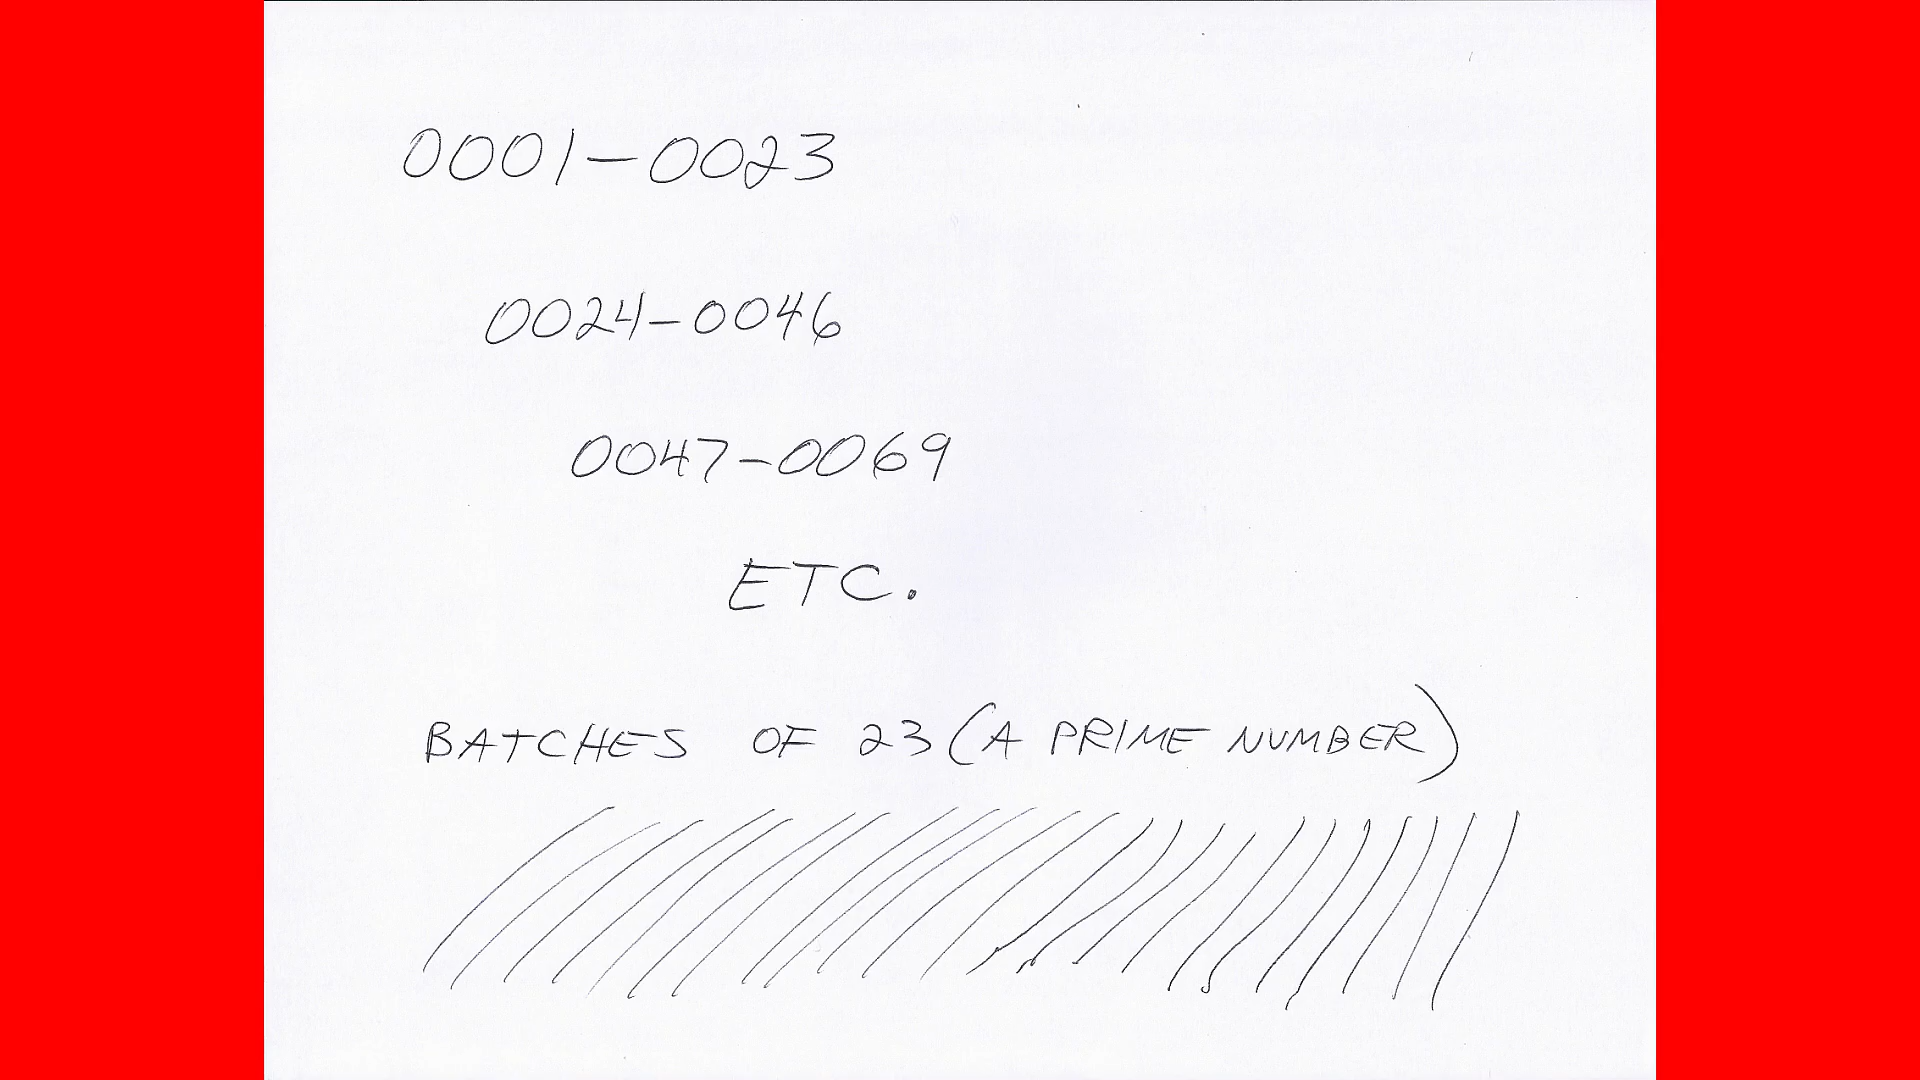 0001-0023
0024-0046
0047-0069
ETC.
BATCHES OF 23 (A PRIME NUMBER)